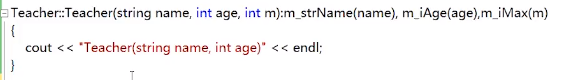 Teacher::Teacher(string name, int age, int m):m_strName(name), m_iAge(age),m_iMax(m)
{
    cout << "Teacher(string name, int age)" << endl;
}